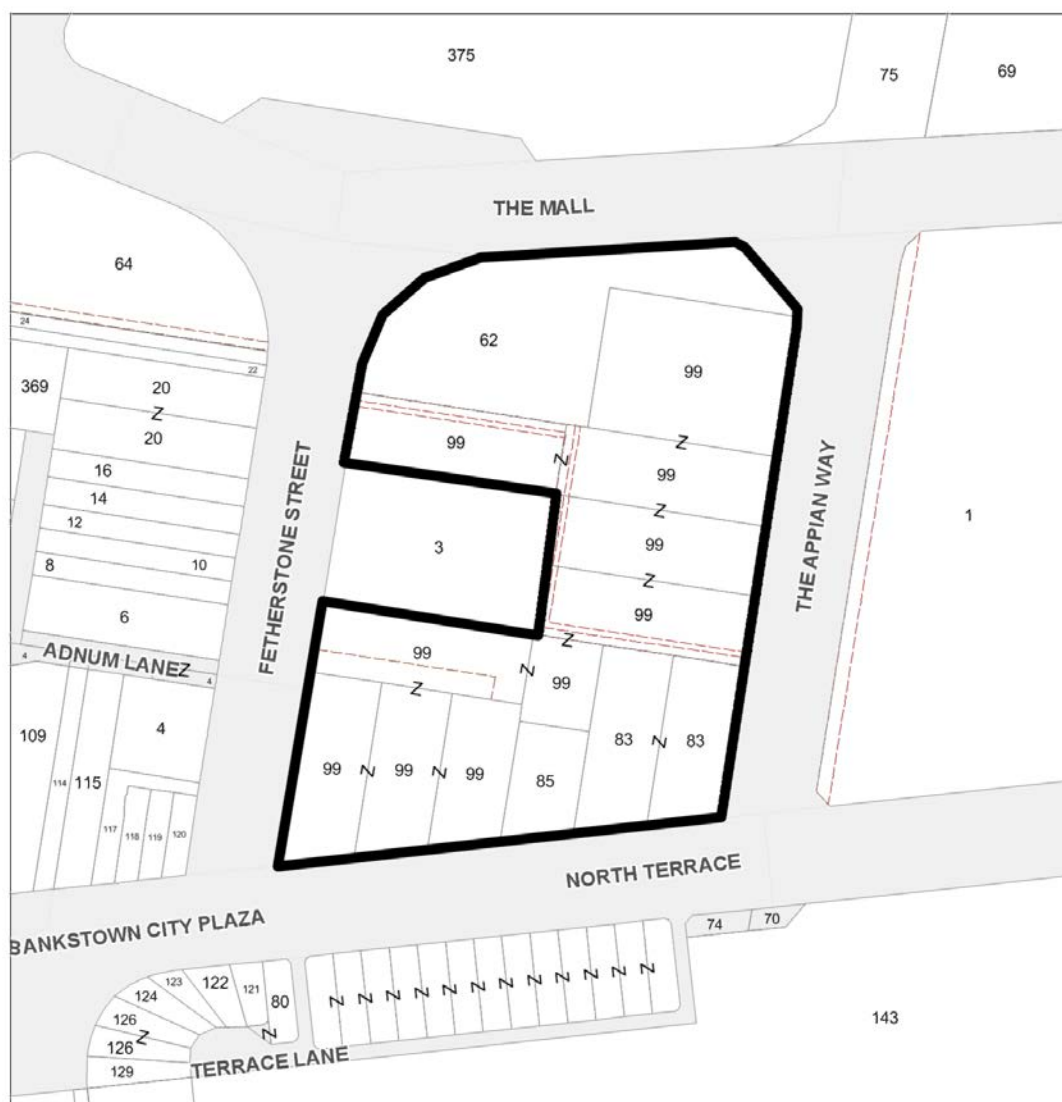 375
75
69
THE MALL
64
24
22
62
99
369
20
Z
20
Z
99
Z
99
16
14
12
8
10
6
FETHERSTONE STREET
3
Z
99
Z
99
THE APPIAN WAY
1
ADNUM LANE
Z
4
4
99
Z
Z
99
Z
109
114
115
4
117
118
119
120
99
Z
99
Z
99
85
83
Z
83
NORTH TERRACE
BANKSTOWN CITY PLAZA
74
70
124
123
122
121
80
Z
126
Z
126
129
Z
Z
Z
Z
Z
Z
Z
Z
Z
Z
Z
Z
TERRACE LANE
143